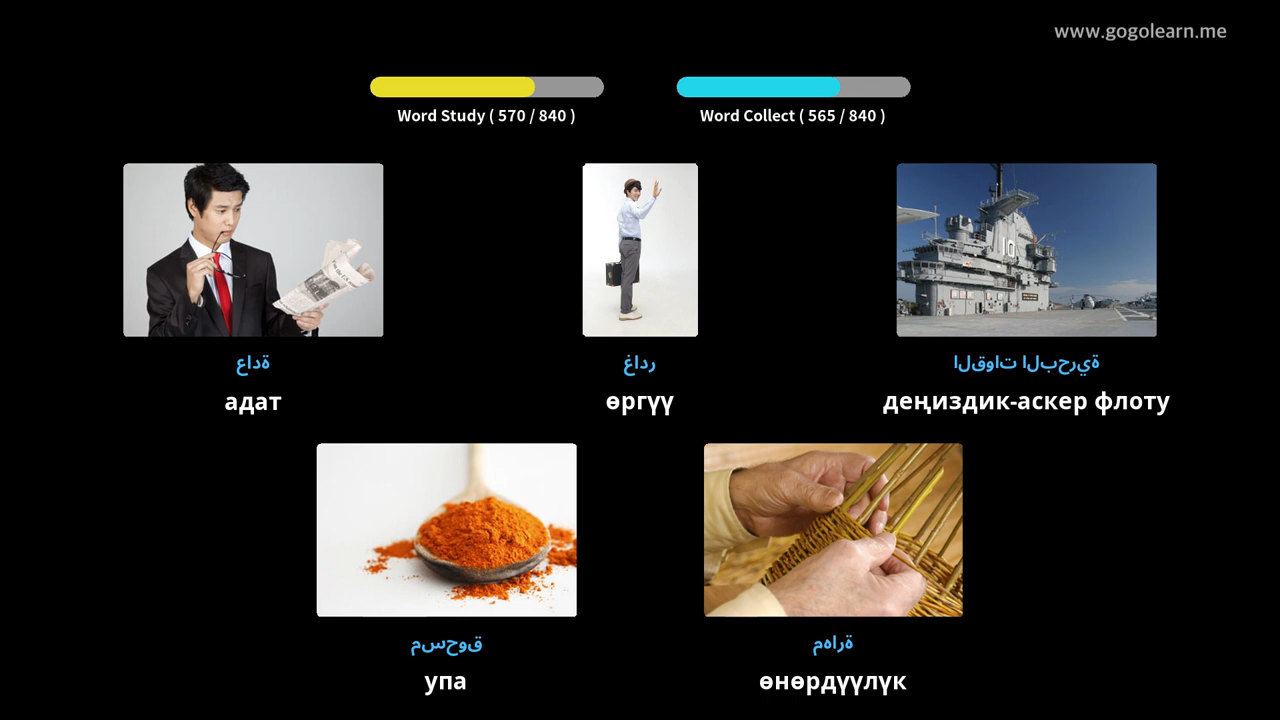 www.gogolearn.me
Word Study ( 570 / 840 )
Word Collect ( 565 / 840 )
عادة
غادر
القوات البحرية
адат
өргүү
деңиздик-аскер флоту
مسحوق
مهارة
упа
өнөрдүүлүк